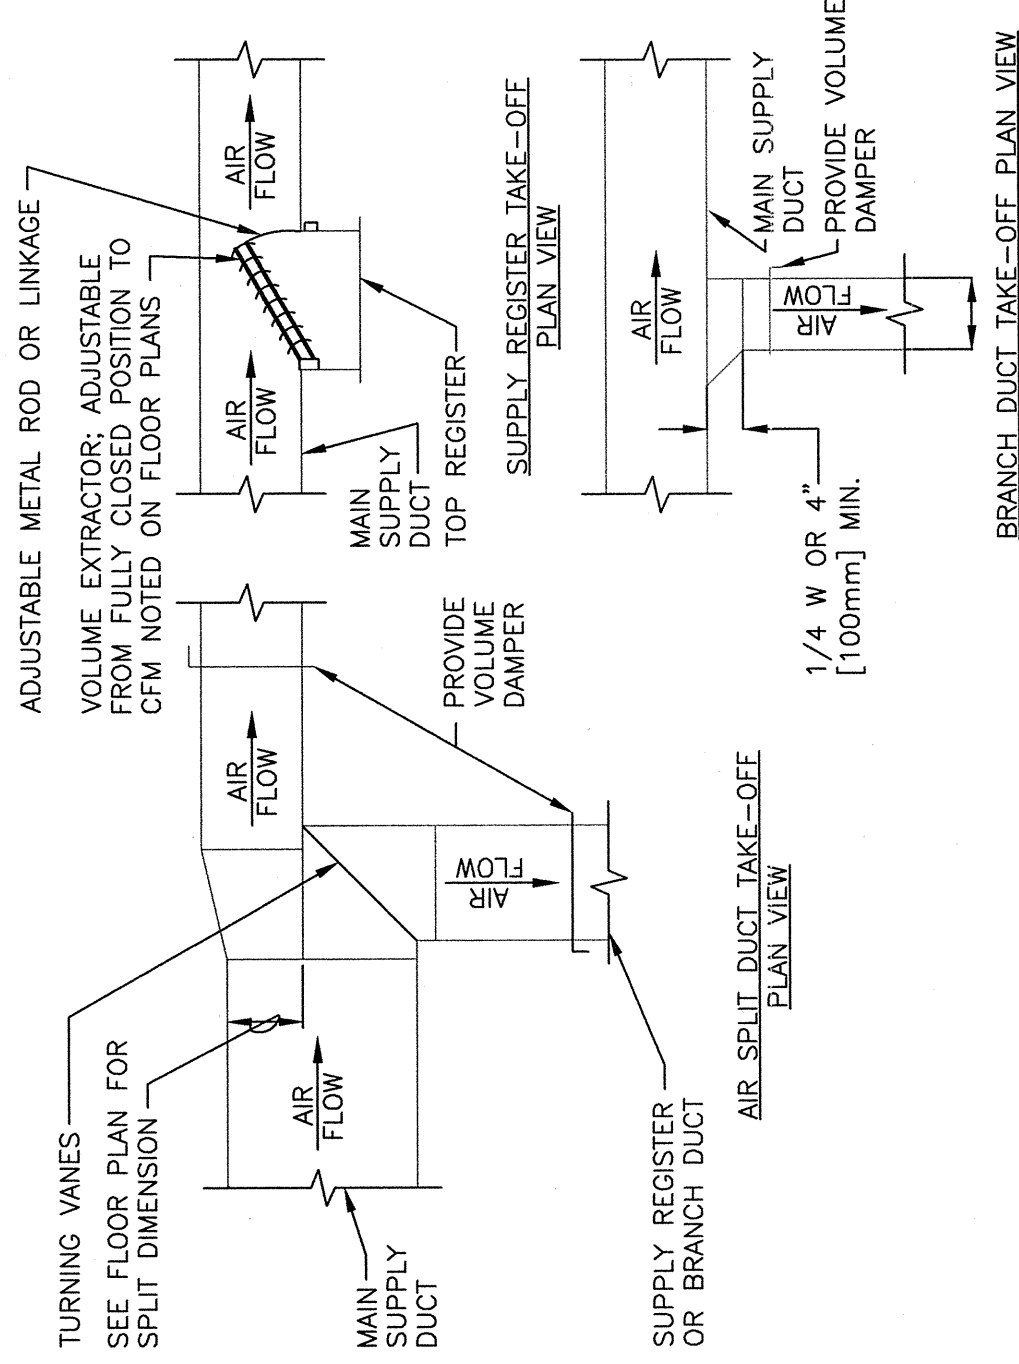 ADJUSTABLE METAL ROD OR LINKAGE
VOLUME EXTRACTOR; ADJUSTABLE
FROM FULLY CLOSED POSITION TO
CFM NOTED ON FLOOR PLANS
AIR
FLOW
AIR
FLOW
MAIN
SUPPLY
DUCT
TOP REGISTER
SUPPLY REGISTER TAKE-OFF
PLAN VIEW
TURNING VANES
SEE FLOOR PLAN FOR
SPLIT DIMENSION
AIR
FLOW
AIR
FLOW
AIR
FLOW
MAIN
SUPPLY
DUCT
PROVIDE
VOLUME
DAMPER
SUPPLY REGISTER
OR BRANCH DUCT
AIR SPLIT DUCT TAKE-OFF
PLAN VIEW
AIR
FLOW
AIR
FLOW
MAIN SUPPLY
DUCT
PROVIDE VOLUME
DAMPER
1/4 W OR 4"
[100mm] MIN.
BRANCH DUCT TAKE-OFF PLAN VIEW